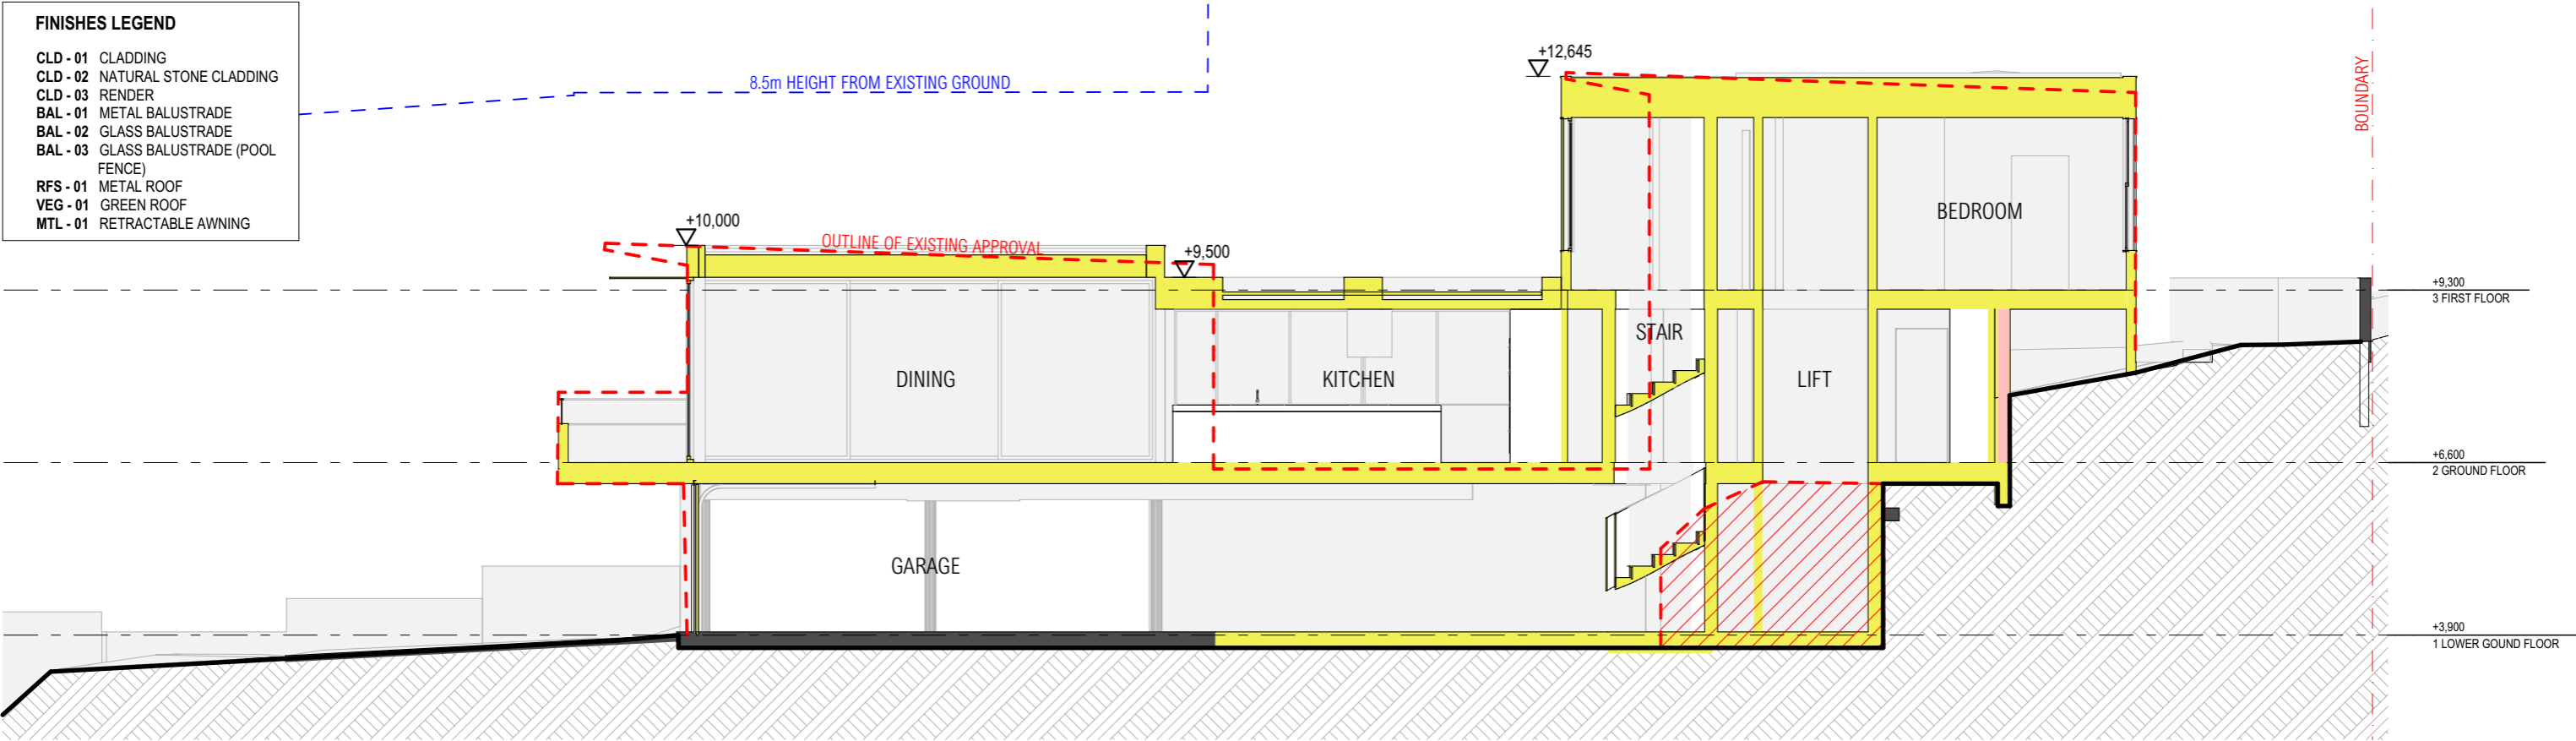 FINISHES LEGEND
CLD - 01 CLADDING
CLD - 02 NATURAL STONE CLADDING
CLD - 03 RENDER
BAL - 01 METAL BALUSTRADE
BAL - 02 GLASS BALUSTRADE
BAL - 03 GLASS BALUSTRADE (POOL
FENCE)
RFS - 01 METAL ROOF
VEG - 01 GREEN ROOF
MTL - 01 RETRACTABLE AWNING
8.5m HEIGHT FROM EXISTING GROUND
+12,645
BOUNDARY
+10,000
OUTLINE OF EXISTING APPROVAL
+9,500
BEDROOM
+9,300
3 FIRST FLOOR
STAIR
DINING
KITCHEN
LIFT
+6,600
2 GROUND FLOOR
GARAGE
+3,900
1 LOWER GOUND FLOOR